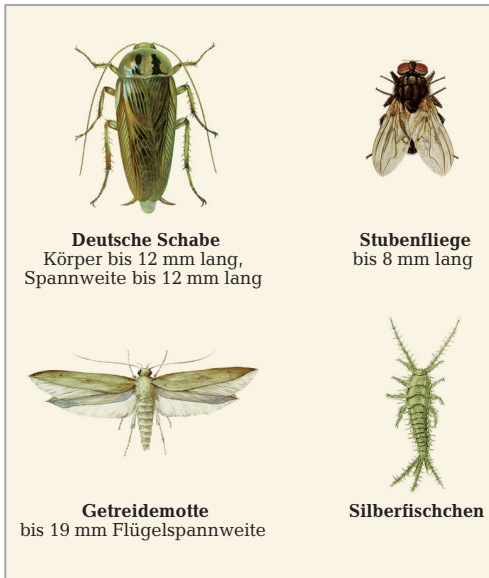 Deutsche Schabe
Körper bis 12 mm lang,
Spannweite bis 12 mm lang
Stubenfliege
bis 8 mm lang
Getreidemotte
bis 19 mm Flügelspannweite
Silberfischchen